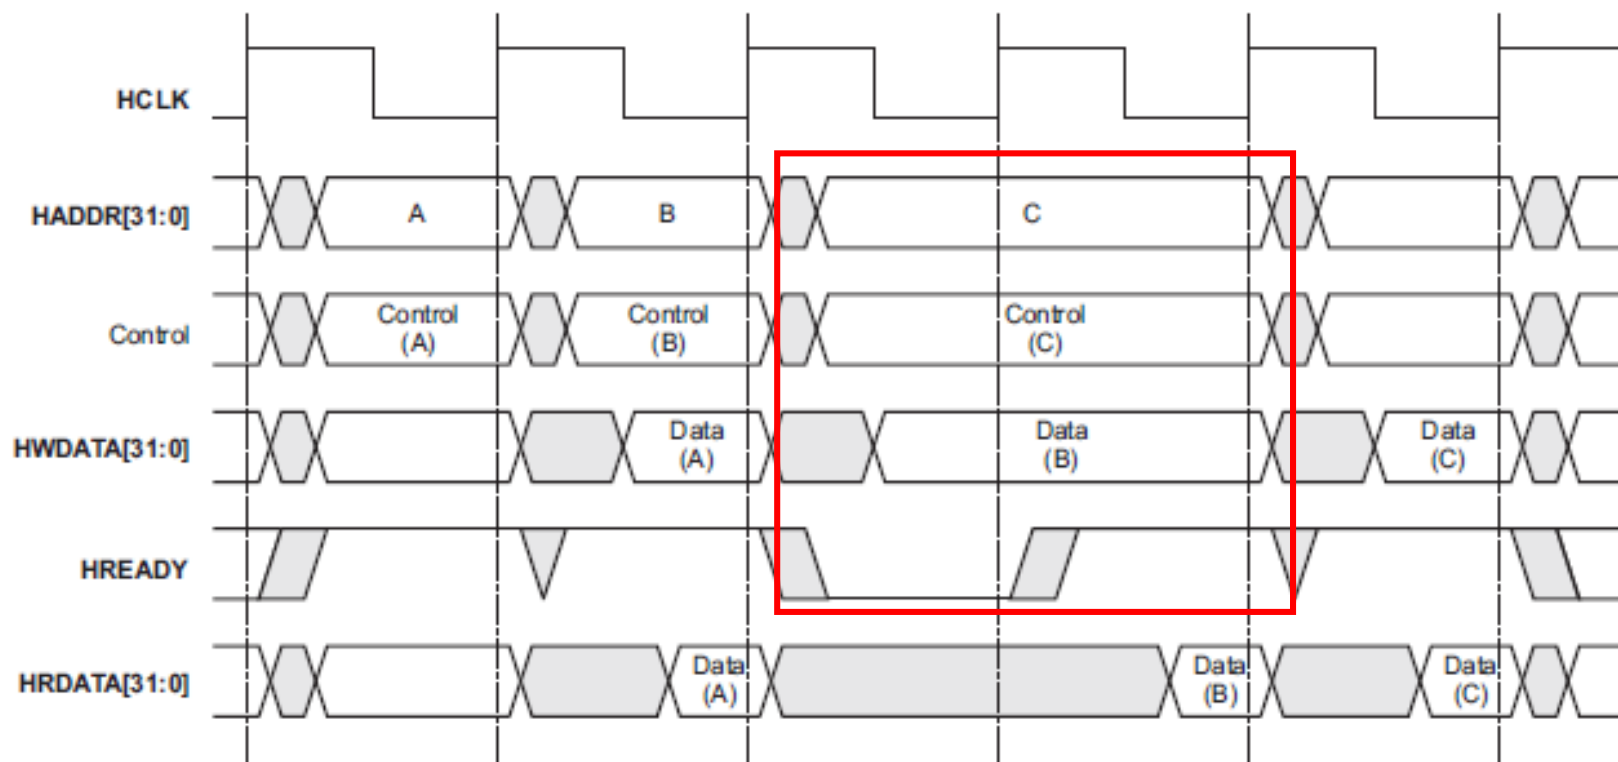 HCLK
HADDR[31:0]
A
B
C
Control
Control
(A)
Control
(B)
Control
(C)
HWDATA[31:0]
Data
(A)
Data
(B)
Data
(C)
HREADY
HRDATA[31:0]
Data
(A)
Data
(B)
Data
(C)